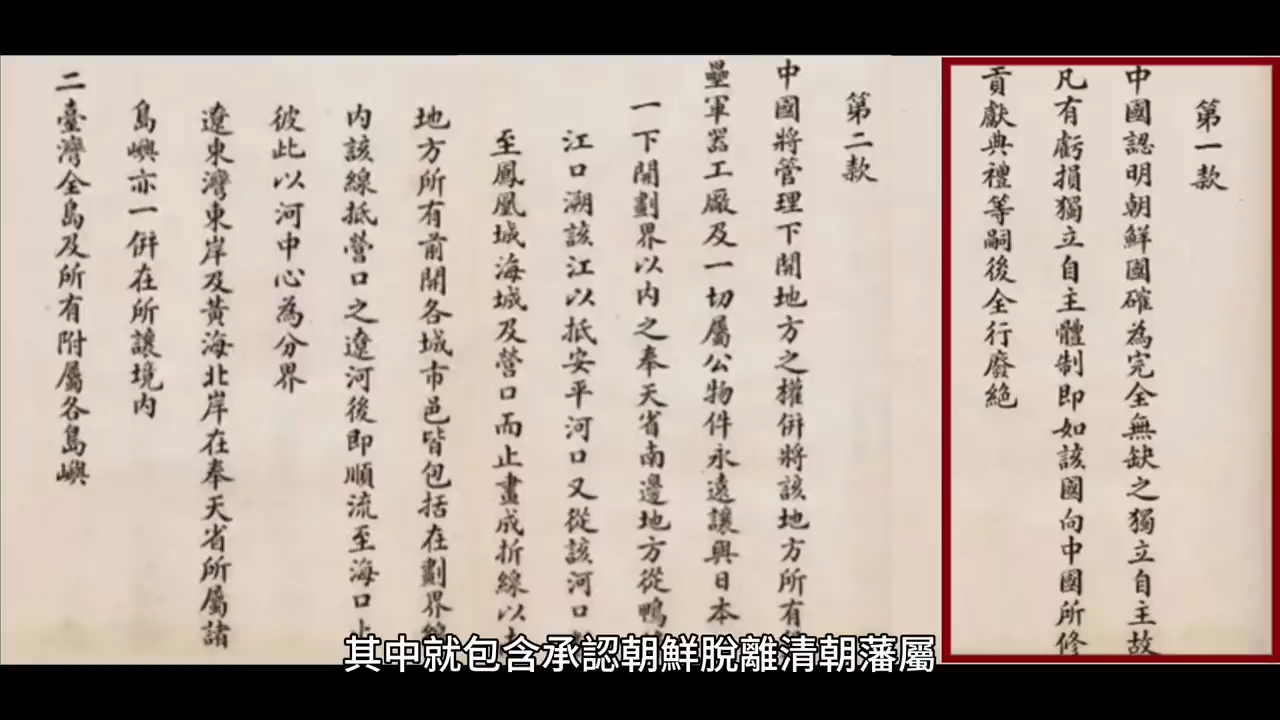 第一款
中國認明朝鮮國確為完全無缺之獨立自主故
凡有虧損獨立自主體制即如該國向中國所修
貢獻典禮等嗣後全行廢絕
第二款
中國將管理下開地方之權併將該地方所有
壘軍器工廠及一切屬公物件永遠讓與日本
一下開劃界以內之奉天省南邊地方從鴨
江口溯該江以抵安平河口又從該河口
至鳳凰城海城及營口而止畫成折線以
地方所有前開各城市邑皆包括在劃界線
內該線抵營口之遼河後即順流至海口止
彼此以河中心為分界
遼東灣東岸及黃海北岸在奉天省所屬諸
島嶼亦一併在所讓境內
二臺灣全島及所有附屬各島嶼
其中就包含承認朝鮮脫離清朝藩屬